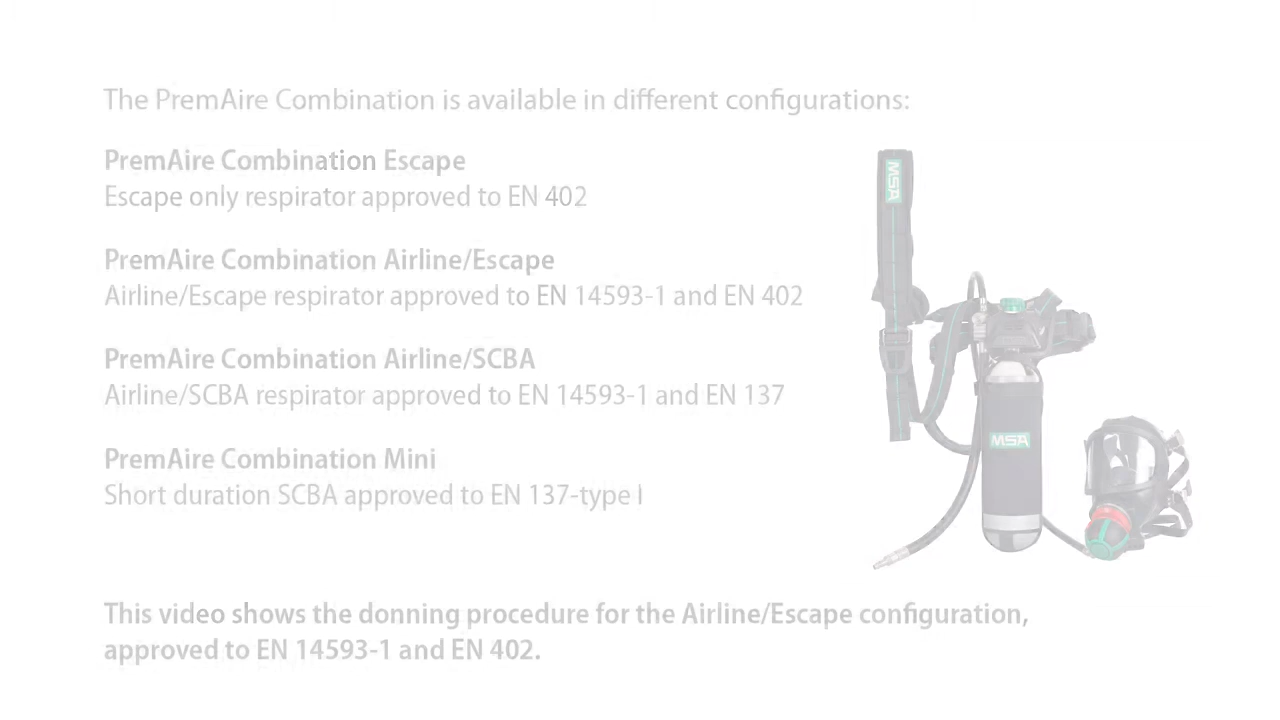 The PremAire Combination is available in different configurations:
PremAire Combination Escape
Escape only respirator approved to EN 402
PremAire Combination Airline/Escape
Airline/Escape respirator approved to EN 14593-1 and EN 402
PremAire Combination Airline/SCBA
Airline/SCBA respirator approved to EN 14593-1 and EN 137
PremAire Combination Mini
Short duration SCBA approved to EN 137-type I
MSA
MSA
This video shows the donning procedure for the Airline/Escape configuration,
approved to EN 14593-1 and EN 402.